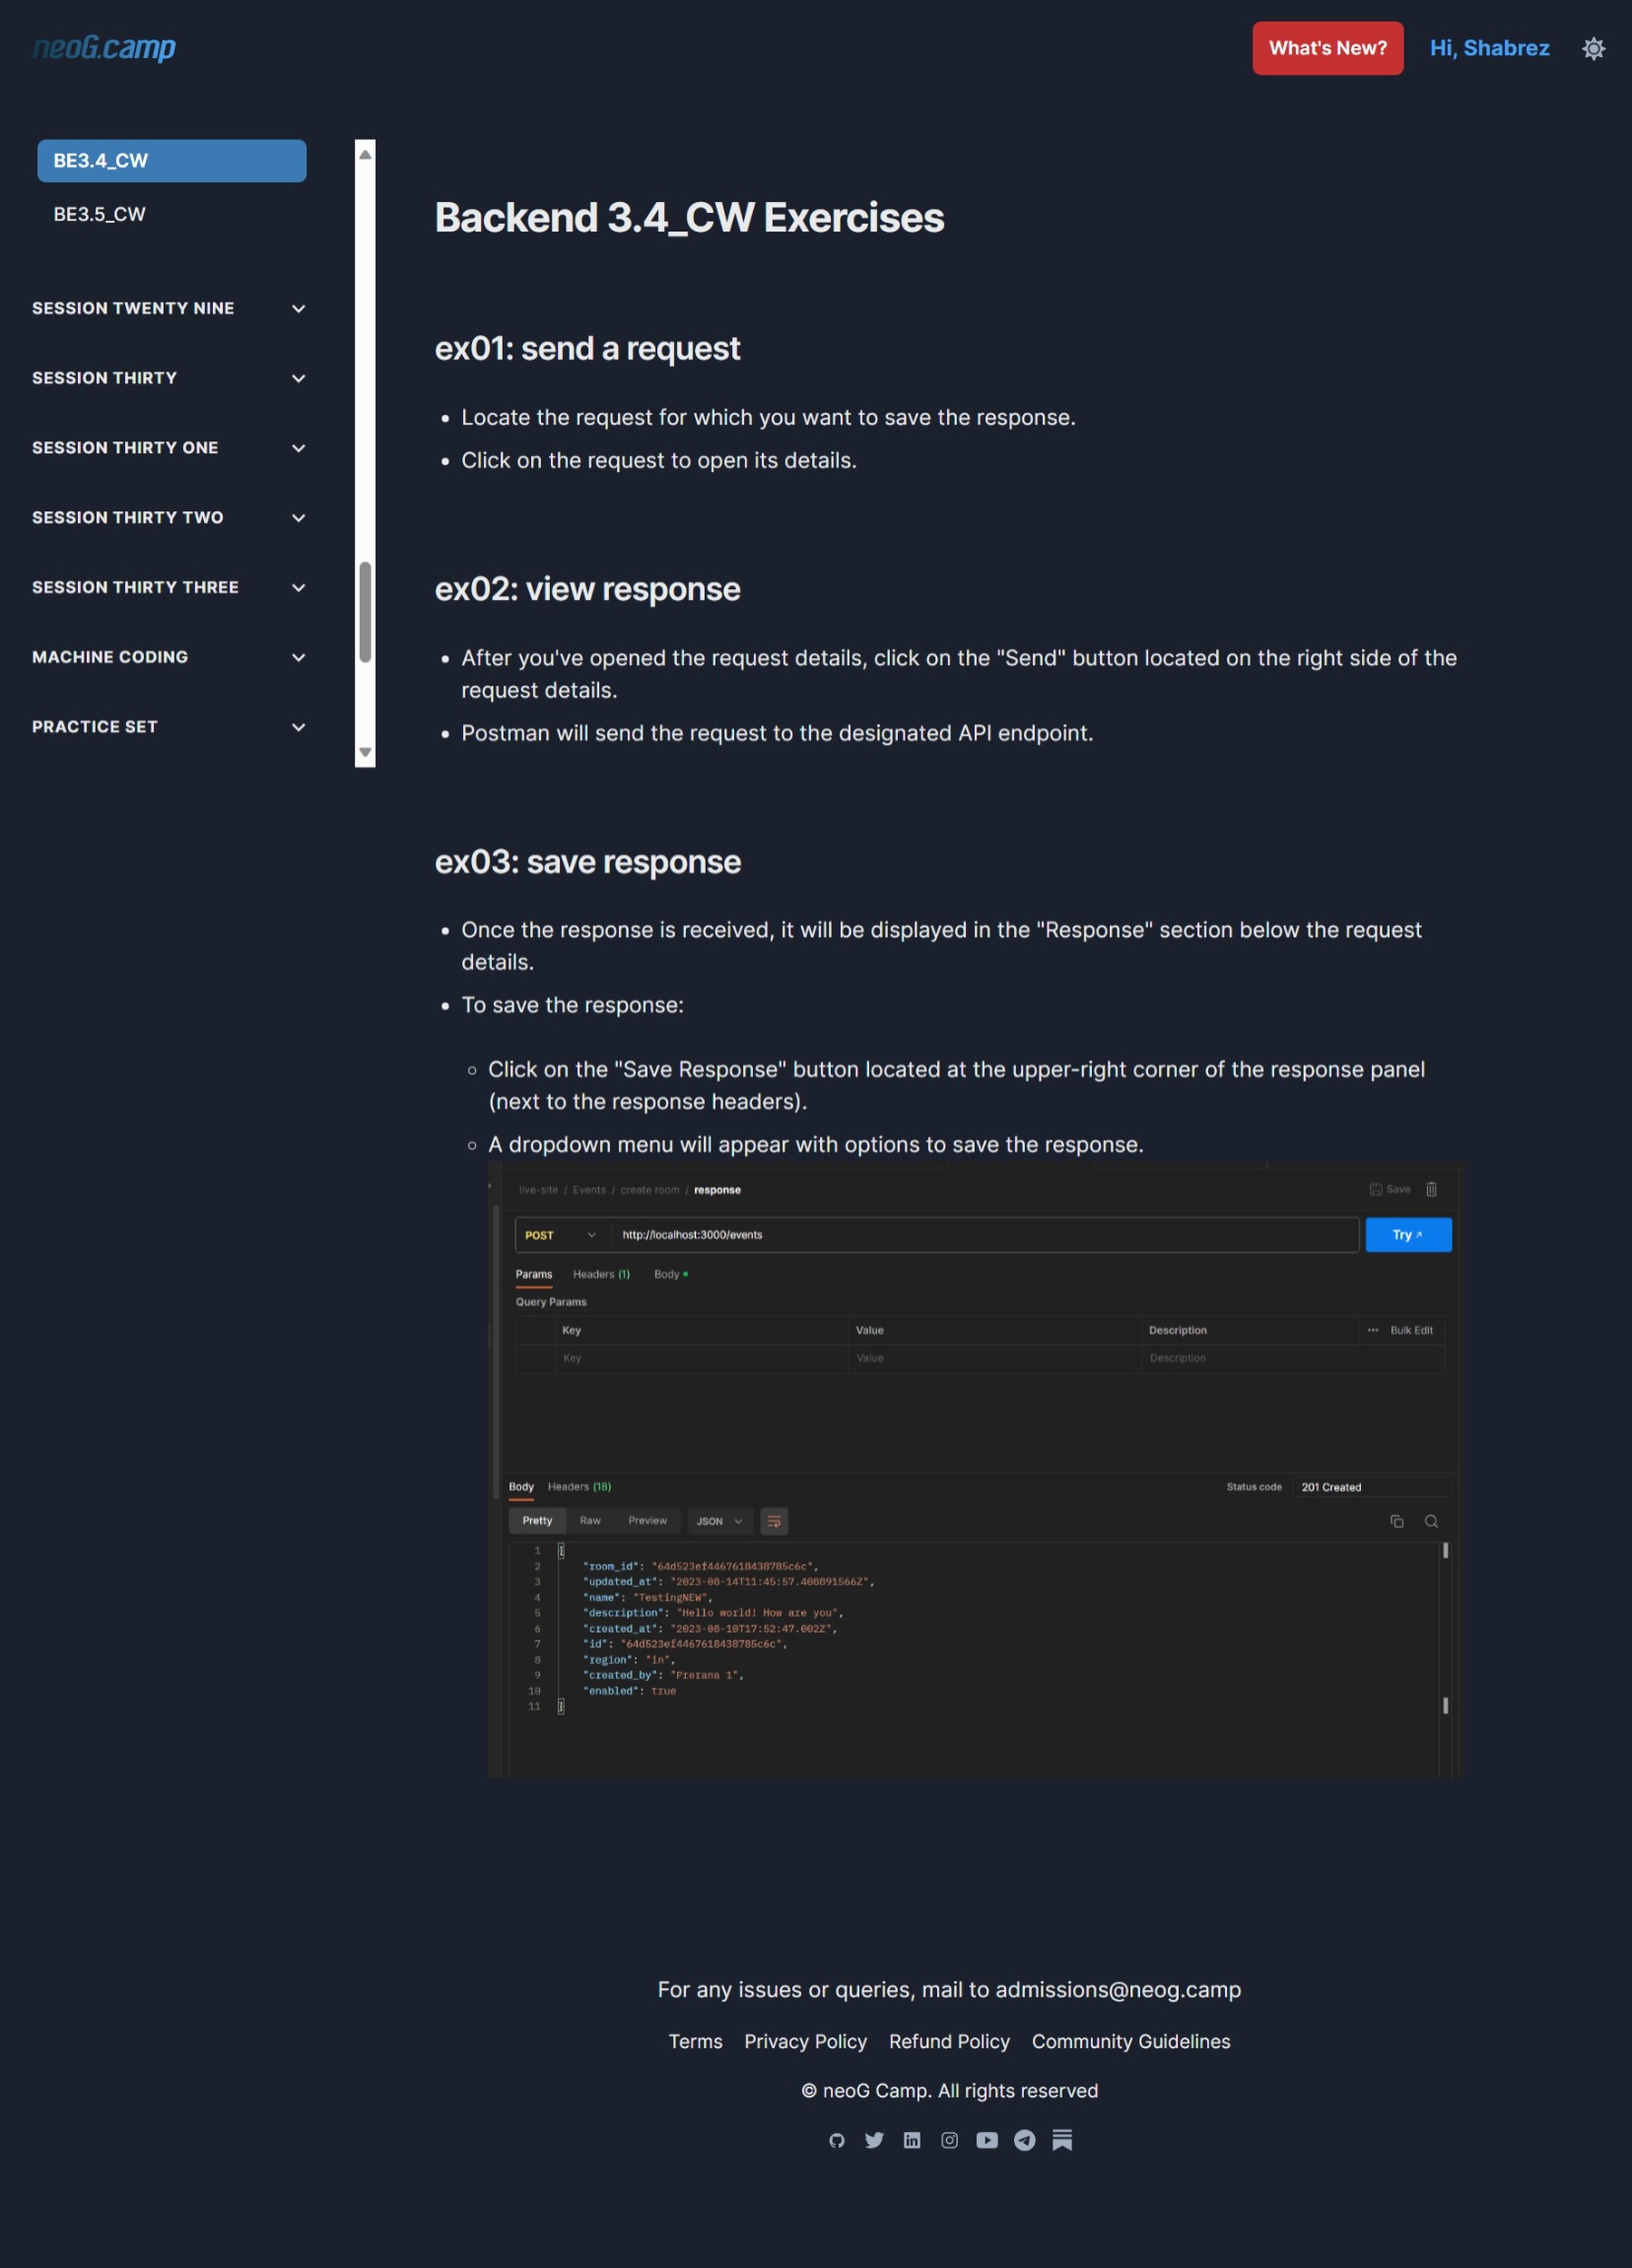 neoG.camp
What's New?
Hi, Shabrez
BE3.4_CW
BE3.5_CW
SESSION TWENTY NINE
SESSION THIRTY
SESSION THIRTY ONE
SESSION THIRTY TWO
SESSION THIRTY THREE
MACHINE CODING
PRACTICE SET
Backend 3.4_CW Exercises
ex01: send a request
Locate the request for which you want to save the response.
Click on the request to open its details.
ex02: view response
After you've opened the request details, click on the "Send" button located on the right side of the
request details.
Postman will send the request to the designated API endpoint.
ex03: save response
Once the response is received, it will be displayed in the "Response" section below the request
details.
To save the response:
Click on the "Save Response" button located at the upper-right corner of the response panel
(next to the response headers).
A dropdown menu will appear with options to save the response.
live-site / Events / create room / response
Save
POST
http://localhost:3000/events
Try
Params Headers (1) Body
Query Params
Key Value Description ••• Bulk Edit
Key Value Description
Body Headers (18)
Status code 201 Created
Pretty Raw Preview JSON
1 {
2 "room_id": "64d523ef4467618438785c6c",
3 "updated_at": "2023-08-14T11:45:57.408891566Z",
4 "name": "TestingNEW",
5 "description": "Hello world! How are you",
6 "created_at": "2023-08-10T17:52:47.002Z",
7 "id": "64d523ef4467618438785c6c",
8 "region": "in",
9 "created_by": "Prerana 1",
10 "enabled": true
11 }
For any issues or queries, mail to admissions@neog.camp
Terms Privacy Policy Refund Policy Community Guidelines
© neoG Camp. All rights reserved